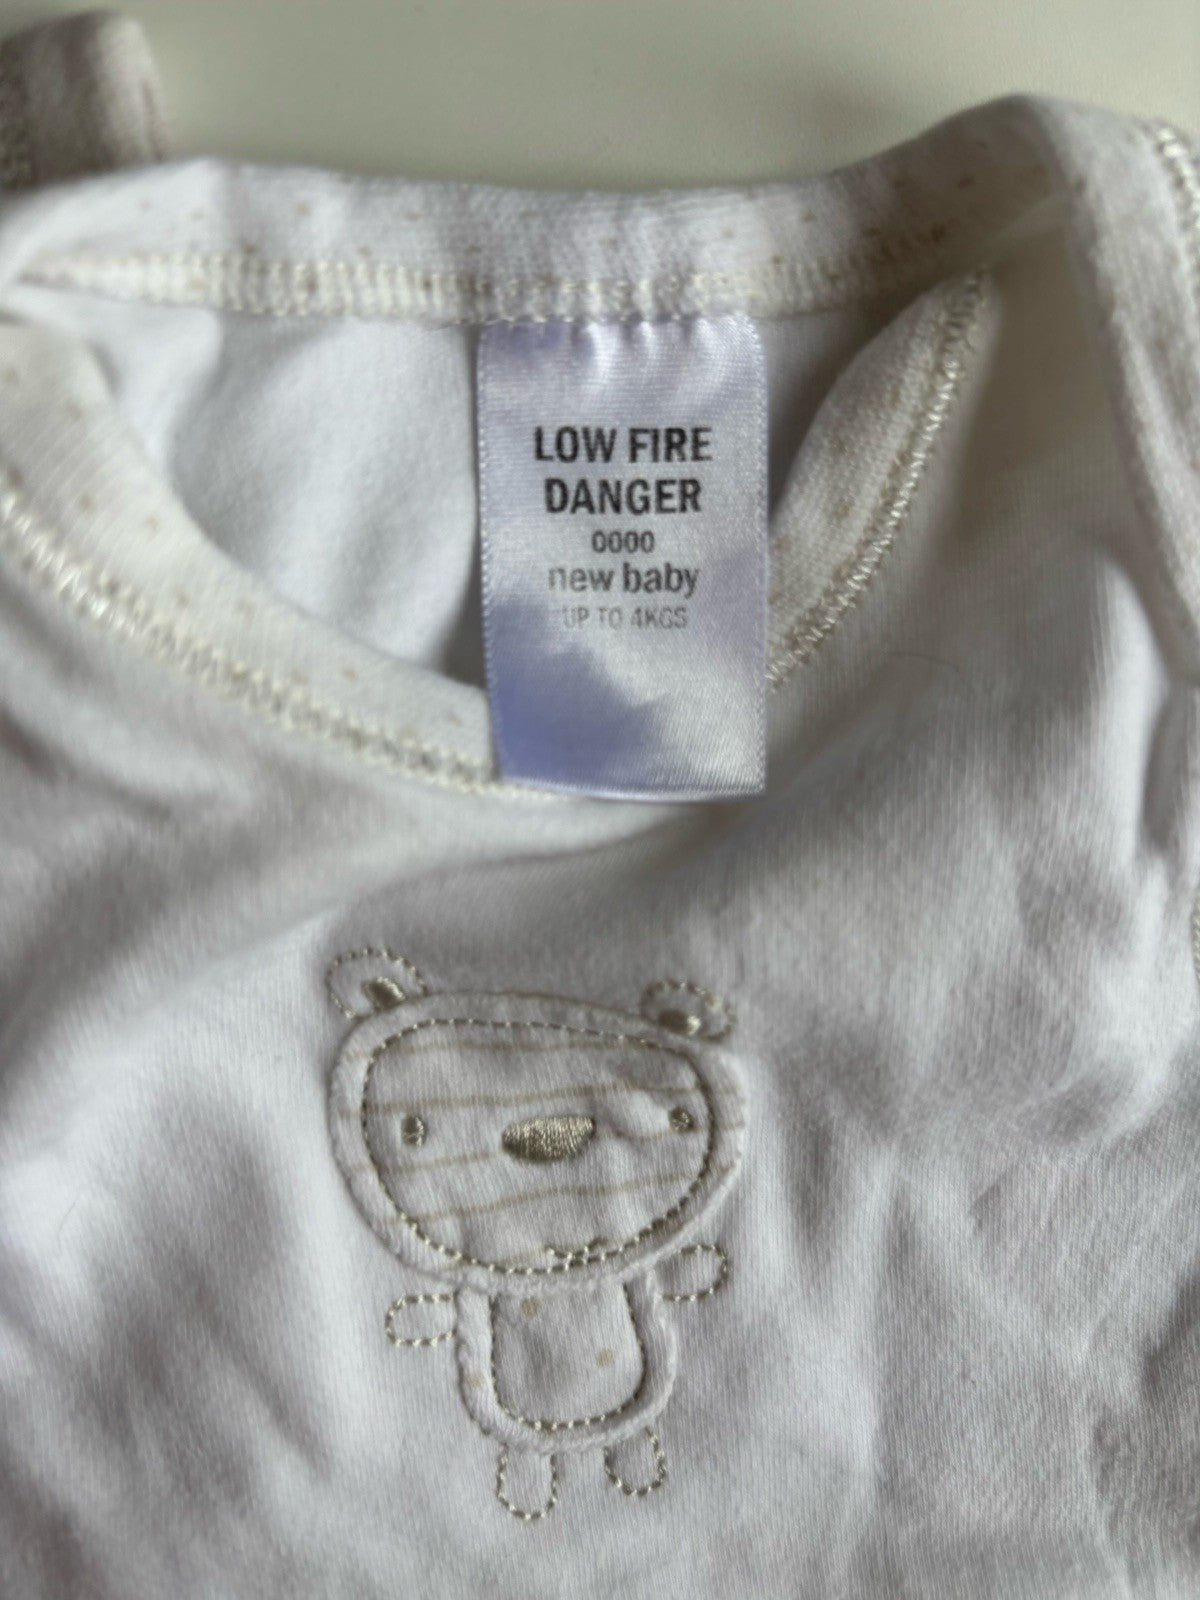 LOW FIRE
DANGER
0000
new baby
UP TO 4KGS